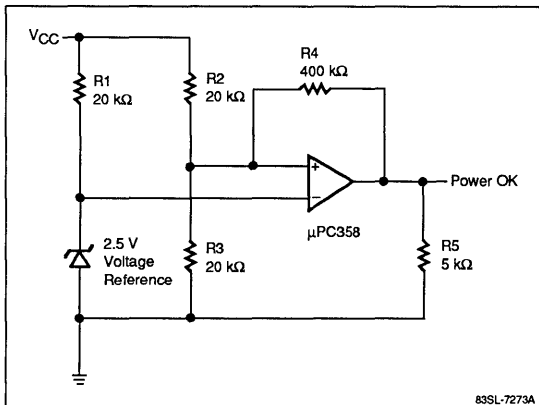 VCC
R1
20 kΩ
R2
20 kΩ
R4
400 kΩ
+
−
μPC358
Power OK
2.5 V
Voltage
Reference
R3
20 kΩ
R5
5 kΩ
83SL-7273A